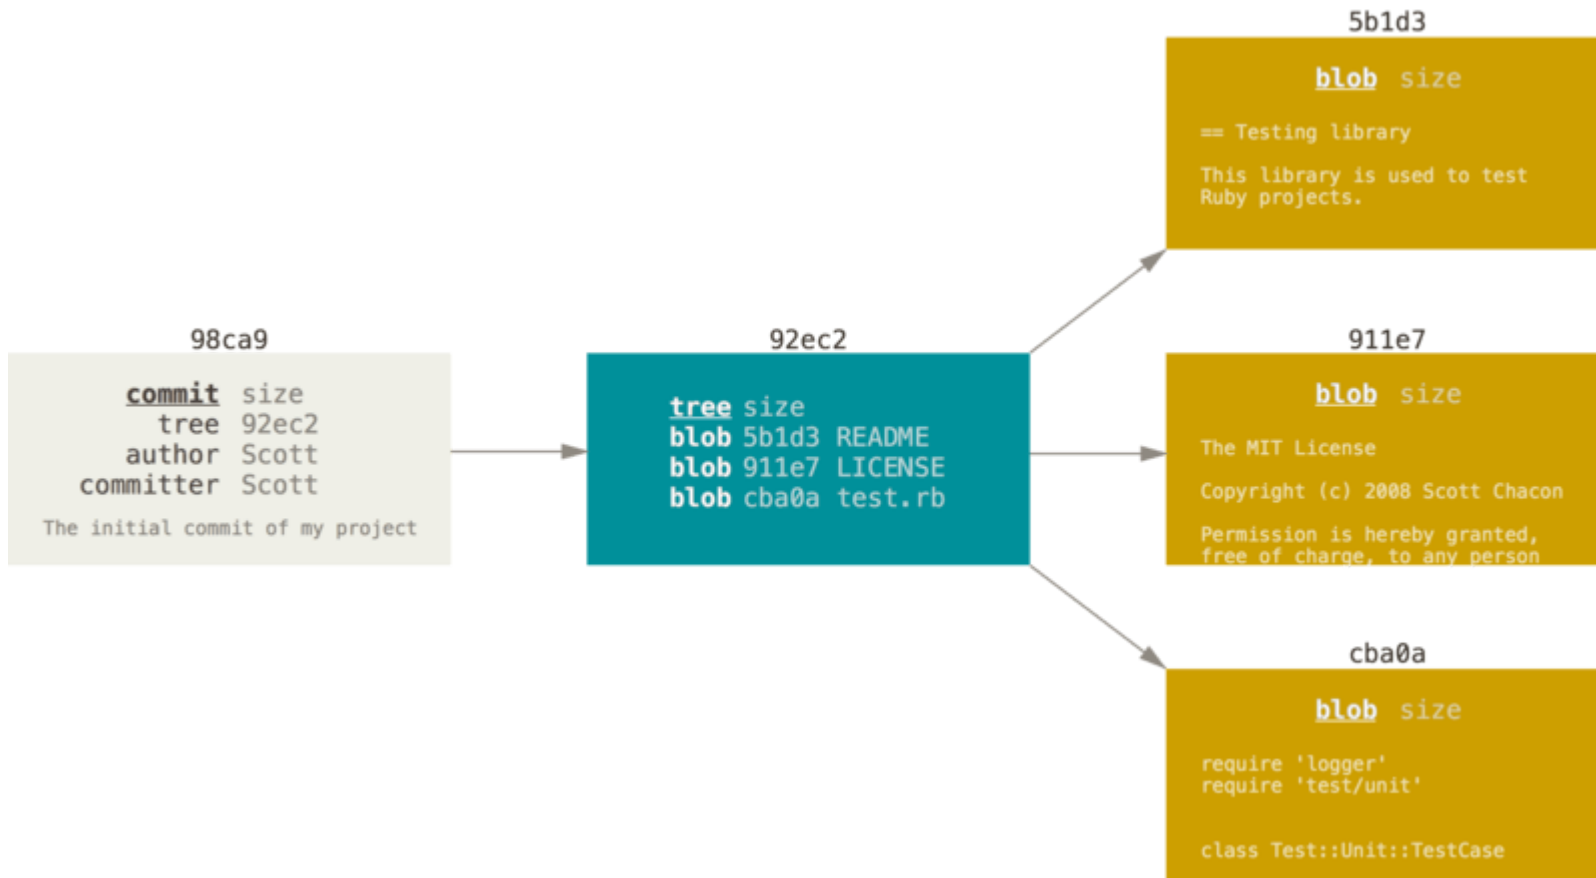 98ca9
commit size
tree 92ec2
author Scott
committer Scott
The initial commit of my project
92ec2
tree size
blob 5b1d3 README
blob 911e7 LICENSE
blob cba0a test.rb
5b1d3
blob size
== Testing library
This library is used to test
Ruby projects.
911e7
blob size
The MIT License
Copyright (c) 2008 Scott Chacon
Permission is hereby granted,
free of charge, to any person
cba0a
blob size
require 'logger'
require 'test/unit'
class Test::Unit::TestCase